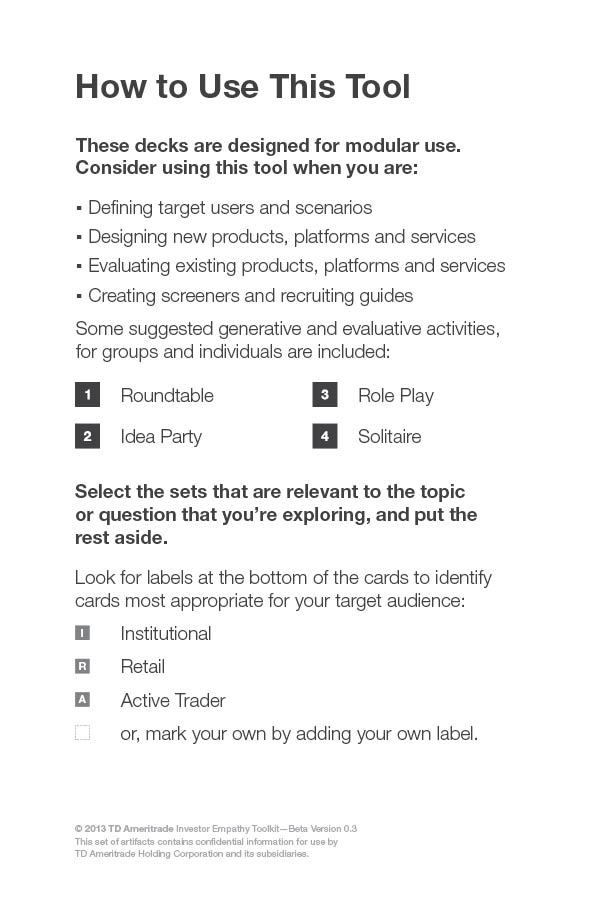 How to Use This Tool
These decks are designed for modular use.
Consider using this tool when you are:
▪ Defining target users and scenarios
▪ Designing new products, platforms and services
▪ Evaluating existing products, platforms and services
▪ Creating screeners and recruiting guides
Some suggested generative and evaluative activities,
for groups and individuals are included:
1 Roundtable
2 Idea Party
3 Role Play
4 Solitaire
Select the sets that are relevant to the topic
or question that you’re exploring, and put the
rest aside.
Look for labels at the bottom of the cards to identify
cards most appropriate for your target audience:
I Institutional
R Retail
A Active Trader
or, mark your own by adding your own label.
© 2013 TD Ameritrade Investor Empathy Toolkit—Beta Version 0.3
This set of artifacts contains confidential information for use by
TD Ameritrade Holding Corporation and its subsidiaries.